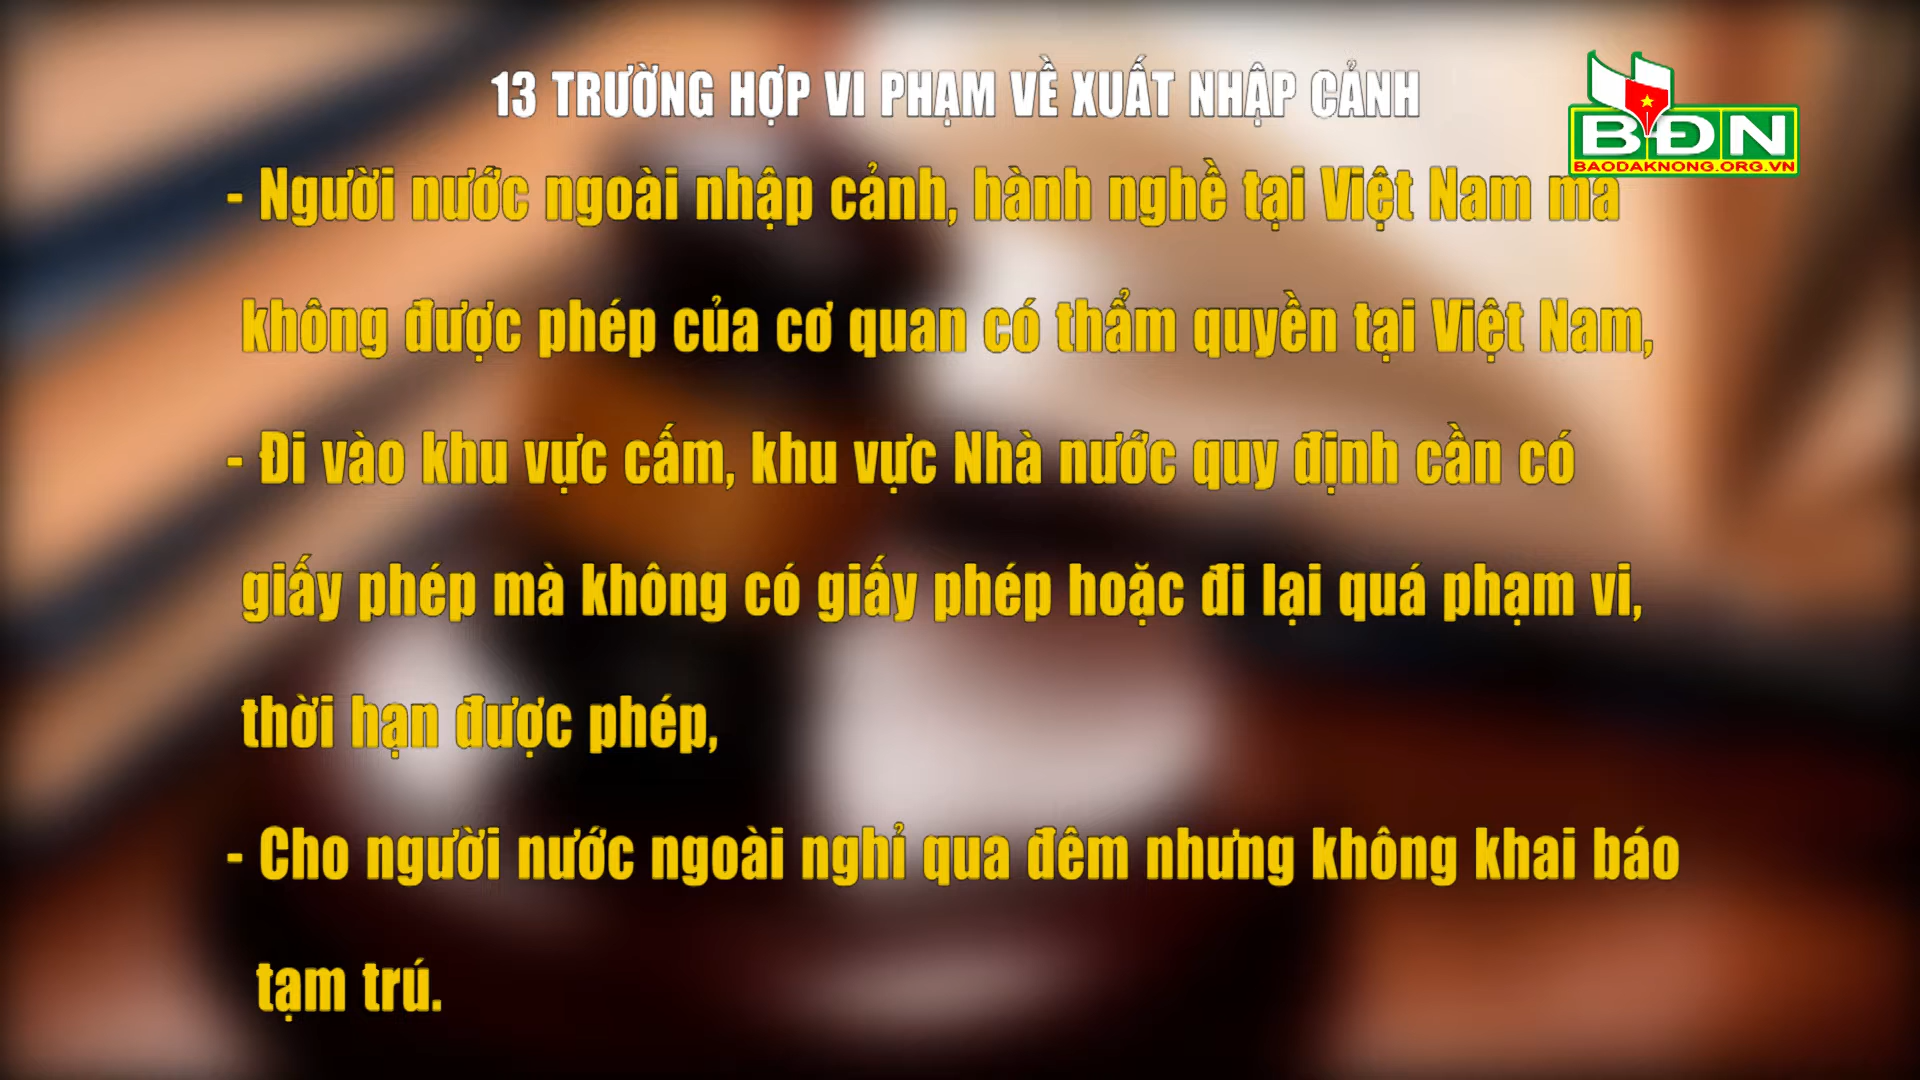 13 TRƯỜNG HỢP VI PHẠM VỀ XUẤT NHẬP CẢNH
BĐN
BAODAKNONG.ORG.VN
- Người nước ngoài nhập cảnh, hành nghề tại Việt Nam mà
không được phép của cơ quan có thẩm quyền tại Việt Nam,
- Đi vào khu vực cấm, khu vực Nhà nước quy định cần có
giấy phép mà không có giấy phép hoặc đi lại quá phạm vi,
thời hạn được phép,
- Cho người nước ngoài nghỉ qua đêm nhưng không khai báo
tạm trú.